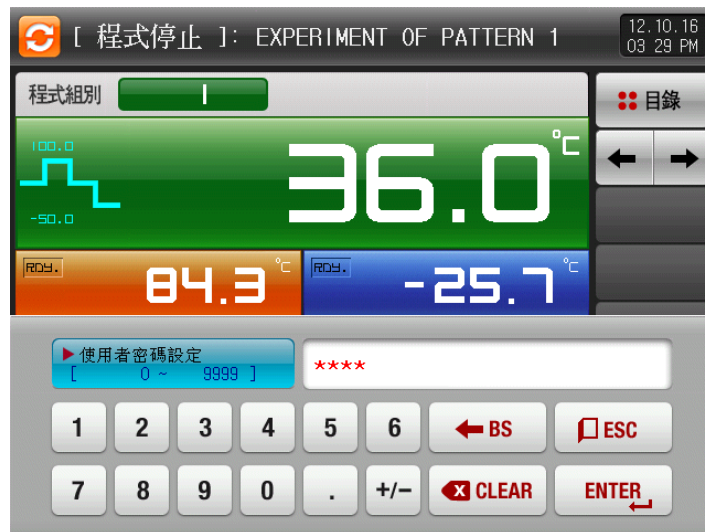 [ 程式停止 ]: EXPERIMENT OF PATTERN 1
12.10.16
03 29 PM
程式組別 1
目錄
100.0
-50.0
36.0 °C
RDY. 84.3 °C
RDY. -25.7 °C
使用者密碼設定
[ 0 ~ 9999 ]
****
1 2 3 4 5 6 BS ESC
7 8 9 0 . +/- CLEAR ENTER